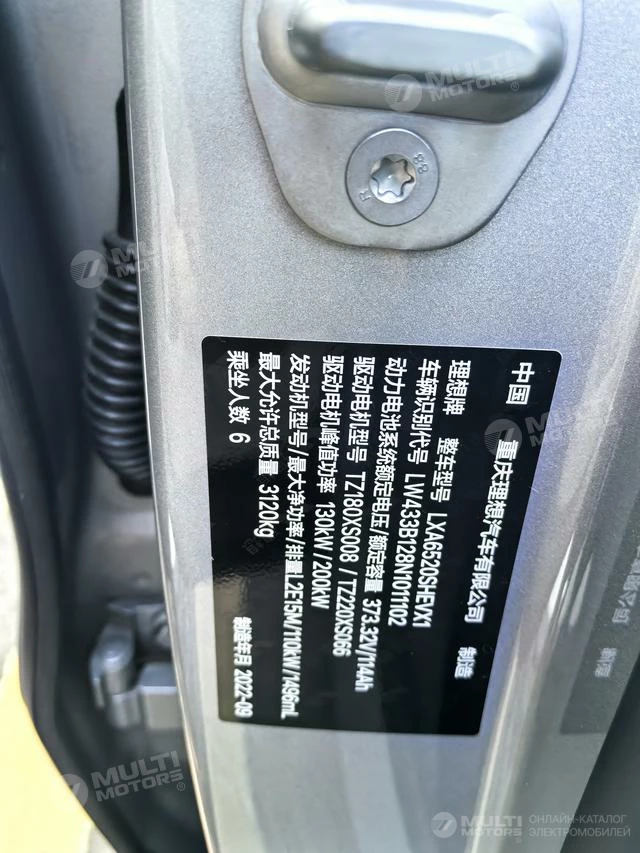 中国 重庆理想汽车有限公司 制造
理想牌 整车型号 LXA6520SHEVX1
车辆识别代号 LW433B128N1011102
动力电池系统额定电压/额定容量 373.32V/114Ah
驱动电机型号 TZ180XS008 / TZ220XS066
驱动电机峰值功率 130kW/200kW
发动机型号/最大净功率/排量 L2E15M/110kW/1496mL
最大允许总质量 3120kg
乘坐人数 6 制造年月 2022-09
R 8.8
MULTI MOTORS
MULTI MOTORS
MULTI MOTORS
MULTI MOTORS
MULTI MOTORS ОНЛАЙН-КАТАЛОГ ЭЛЕКТРОМОБИЛЕЙ